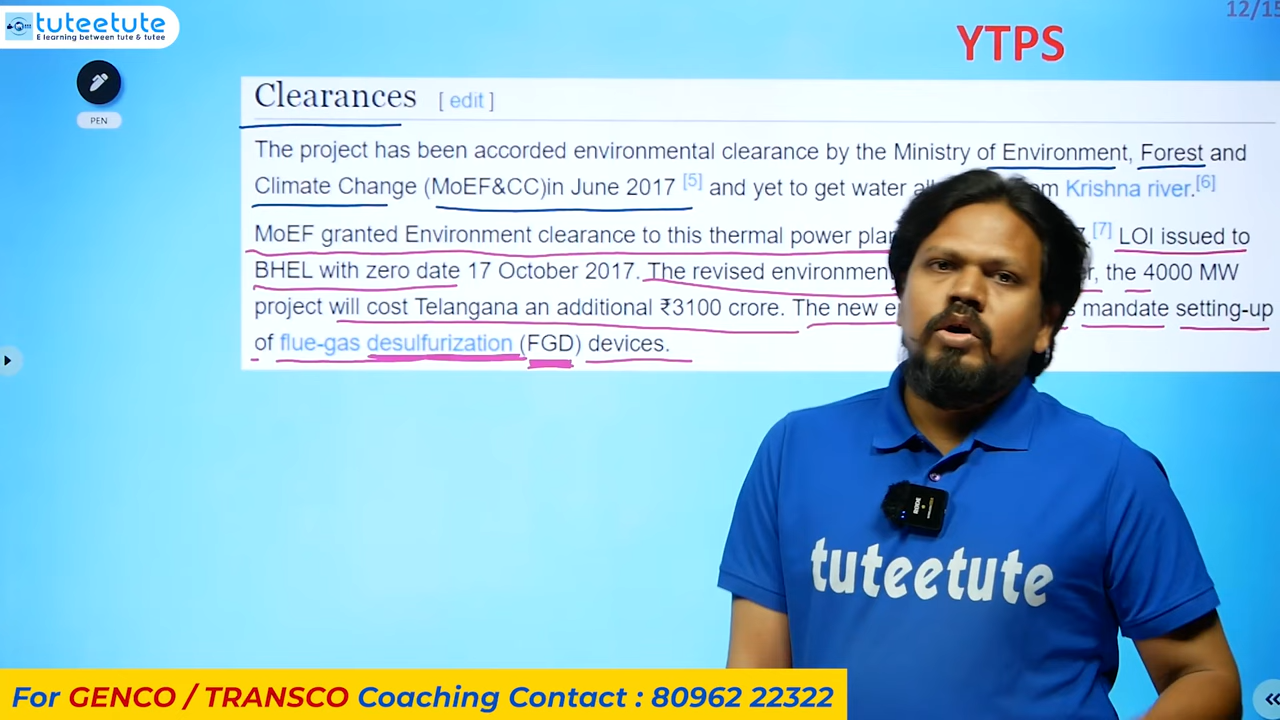 tuteetute
E learning between tute & tutee
12/15
YTPS
PEN
Clearances [ edit ]
The project has been accorded environmental clearance by the Ministry of Environment, Forest and
Climate Change (MoEF&CC)in June 2017 [5] and yet to get water Krishna river.[6]
MoEF granted Environment clearance to this thermal power [7] LOI issued to
BHEL with zero date 17 October 2017. The revised the 4000 MW
project will cost Telangana an additional ₹3100 crore. The new mandate setting-up
of flue-gas desulfurization (FGD) devices.
RODE
tuteetute
For GENCO / TRANSCO Coaching Contact : 80962 22322